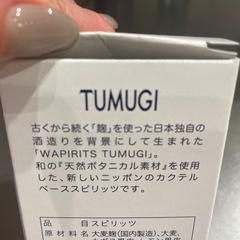 TUMUGI
古くから続く「麹」を使った日本独自の
酒造りを背景にして生まれた
「WAPIRITS TUMUGI」。
和の『天然ボタニカル素材』を使
用した、新しいニッポンのカクテル
ベーススピリッツです。
品 目 スピリッツ
原 材 料 大麦麹(国内製造)、大麦、